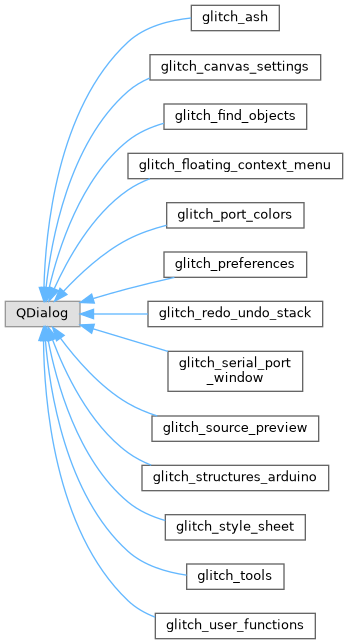 glitch_ash
glitch_canvas_settings
glitch_find_objects
glitch_floating_context_menu
glitch_port_colors
glitch_preferences
QDialog
glitch_redo_undo_stack
glitch_serial_port
_window
glitch_source_preview
glitch_structures_arduino
glitch_style_sheet
glitch_tools
glitch_user_functions